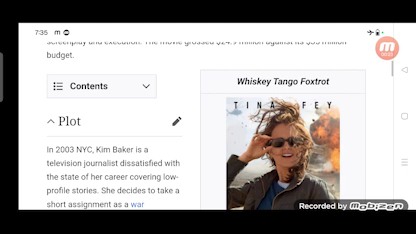 7:35
screenplay and execution. The movie grossed $24.9 million against its $35 million
budget.
Contents
Plot
In 2003 NYC, Kim Baker is a
television journalist dissatisfied with
the state of her career covering low-
profile stories. She decides to take a
short assignment as a war
Whiskey Tango Foxtrot
TINA FEY
Recorded by MOBIZEN